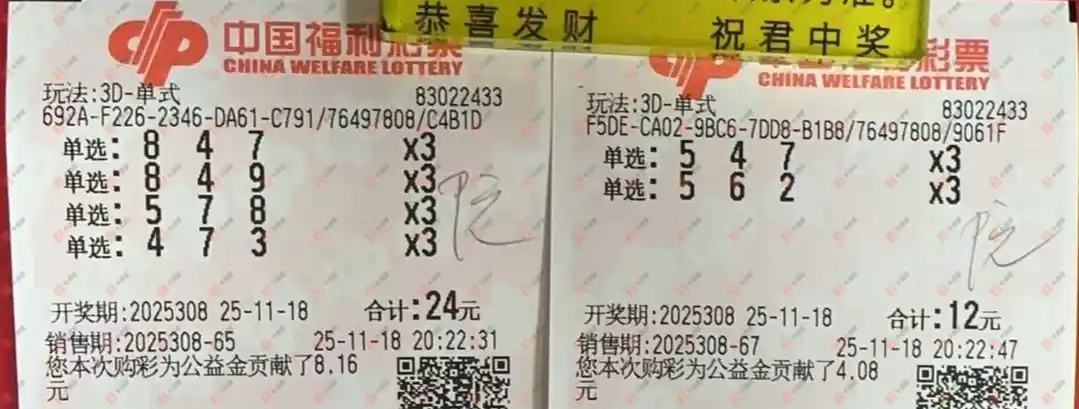 恭喜发财
祝君中奖
中国福利彩票
CHINA WELFARE LOTTERY
玩法:3D-单式
83022433
692A-F226-2346-DA61-C791/76497808/C4B1D
单选: 8 4 7 x3
单选: 8 4 9 x3
单选: 5 7 8 x3
单选: 4 7 3 x3
开奖期:2025308 25-11-18 合计:24元
销售期:2025308-65 25-11-18 20:22:31
您本次购彩为公益金贡献了8.16
元
彩票
CHINA WELFARE LOTTERY
玩法:3D-单式
83022433
F5DE-CA02-9BC6-7DD8-B1B8/76497808/9061F
单选: 5 4 7 x3
单选: 5 6 2 x3
开奖期:2025308 25-11-18 合计:12元
销售期:2025308-67 25-11-18 20:22:47
您本次购彩为公益金贡献了4.08
元